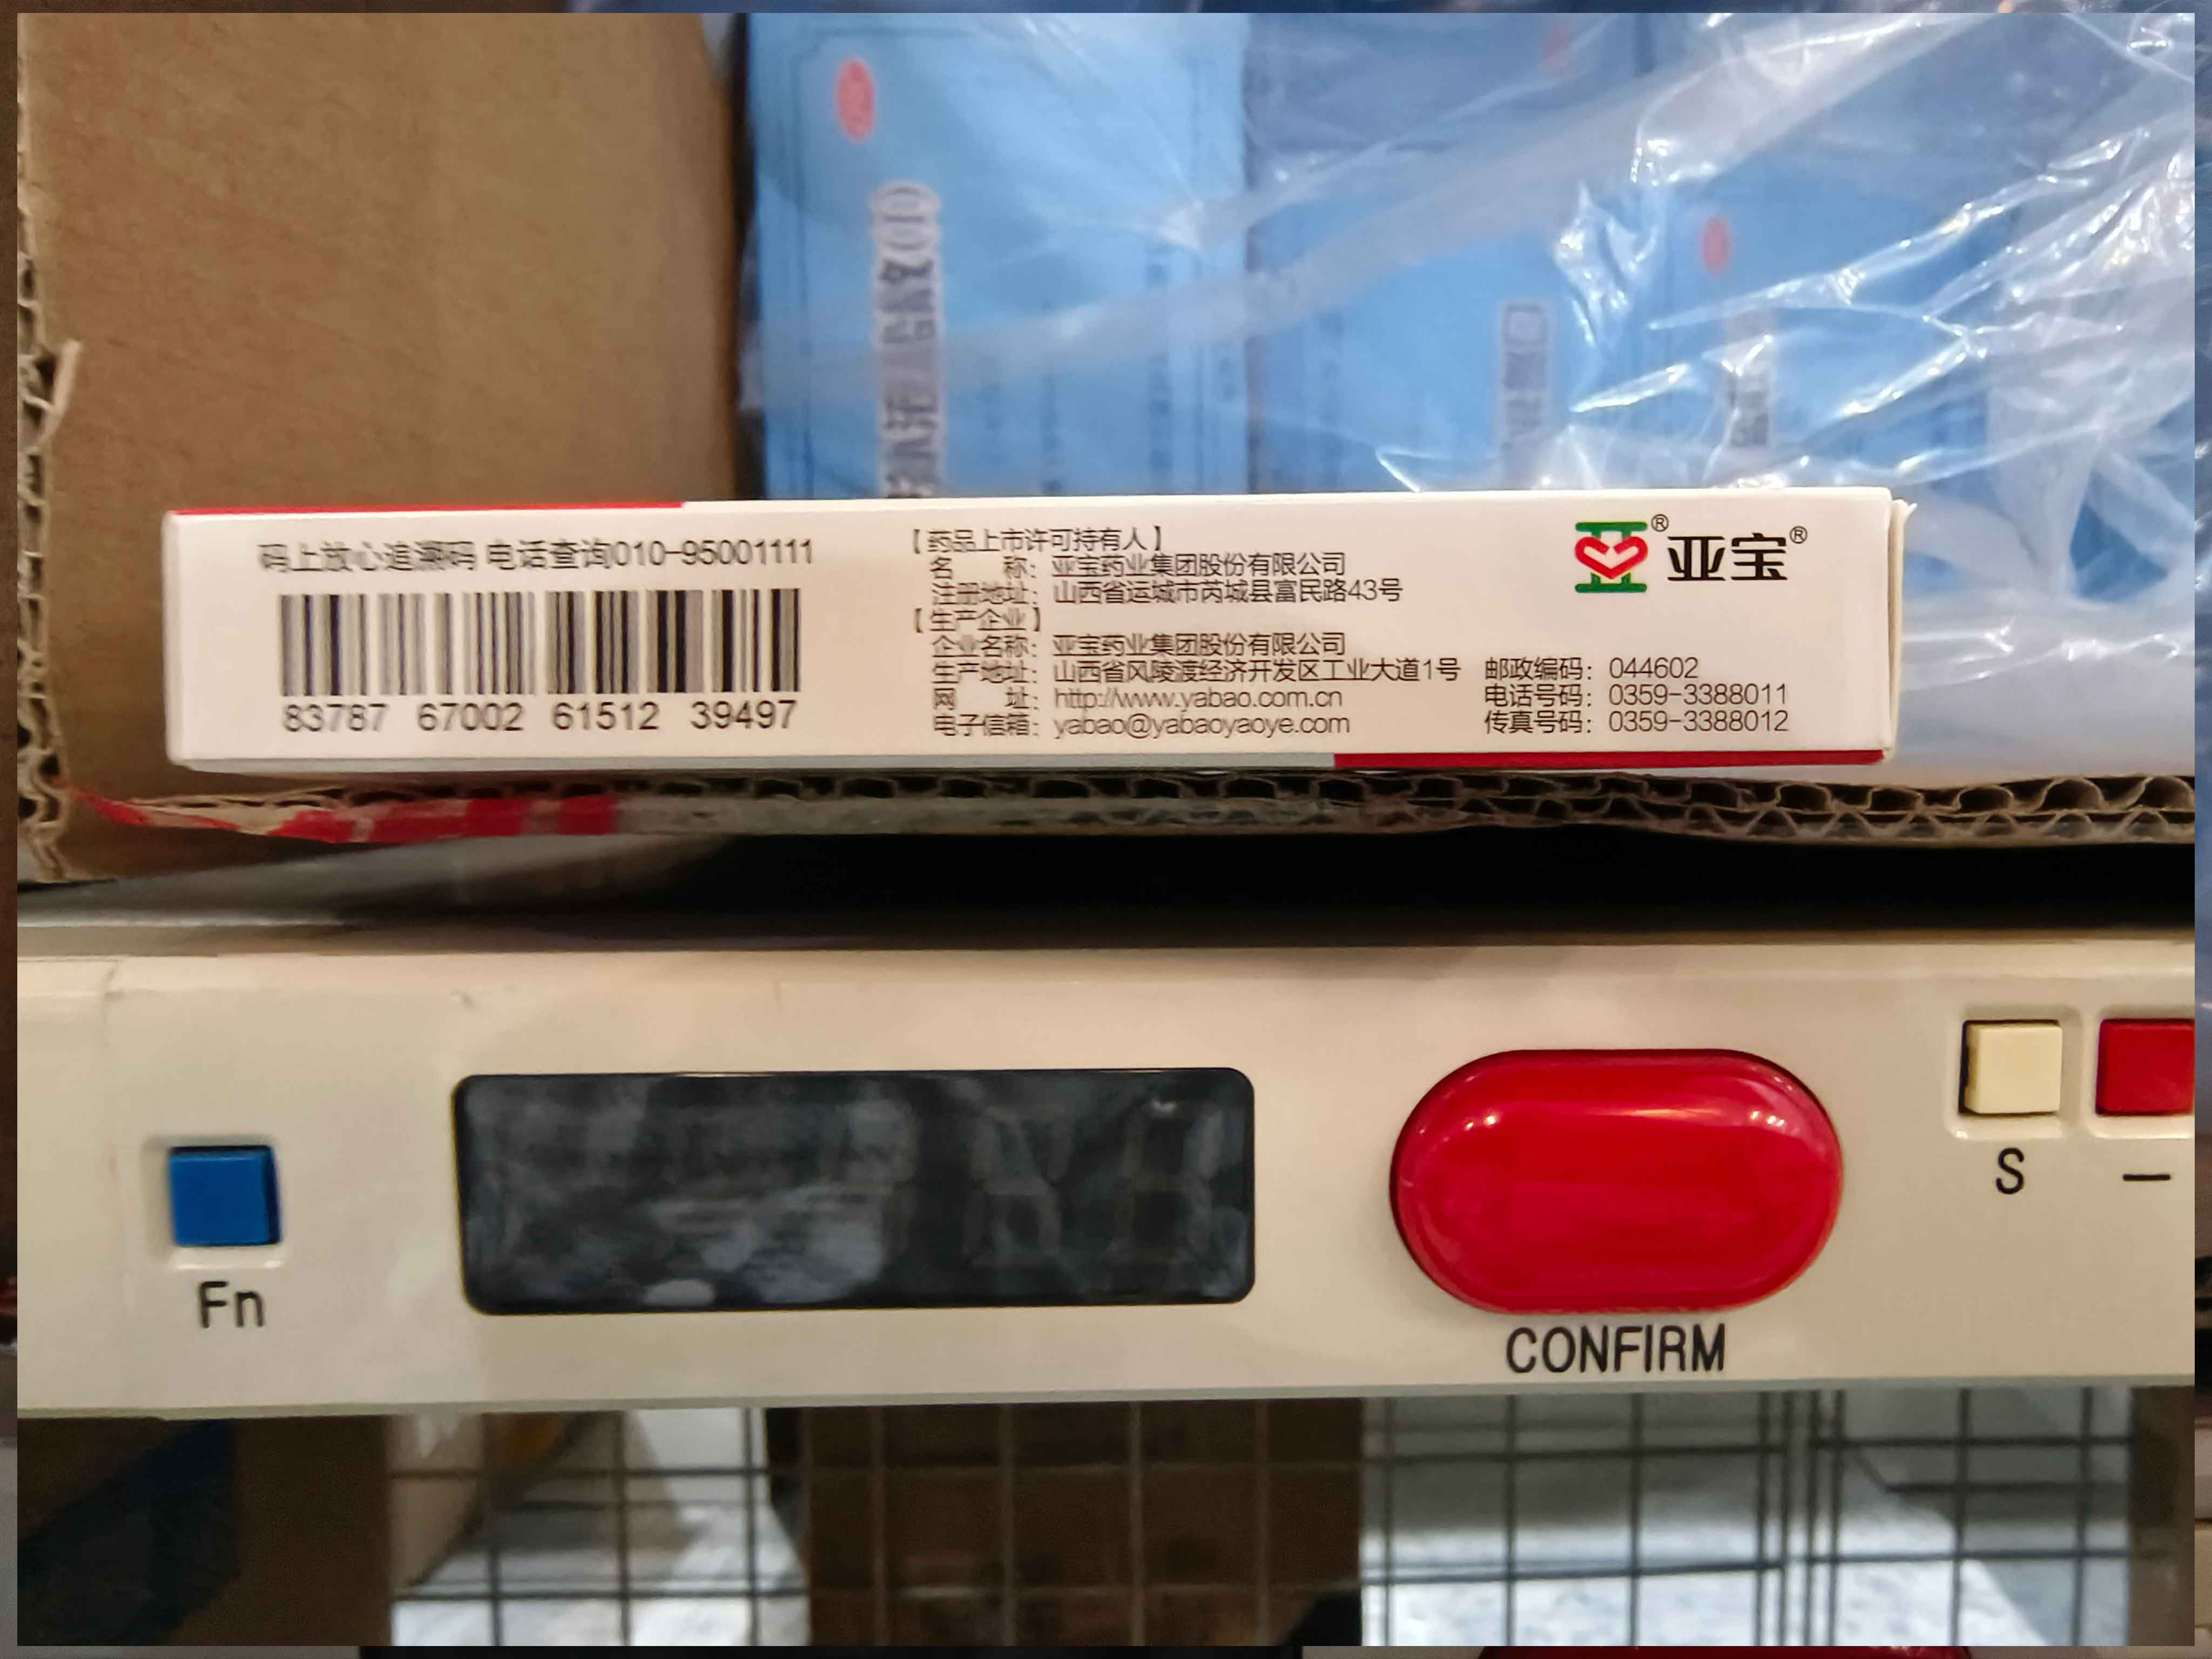 码上放心追溯码 电话查询010-95001111
83787 67002 61512 39497
【药品上市许可持有人】
名 称：亚宝药业集团股份有限公司
注册地址：山西省运城市芮城县富民路43号
【生产企业】
企业名称：亚宝药业集团股份有限公司
生产地址：山西省风陵渡经济开发区工业大道1号 邮政编码：044602
网 址：http://www.yabao.com.cn 电话号码：0359-3388011
电子信箱：yabao@yabaoyaoye.com 传真号码：0359-3388012
® 亚宝®
Fn
CONFIRM
S
—